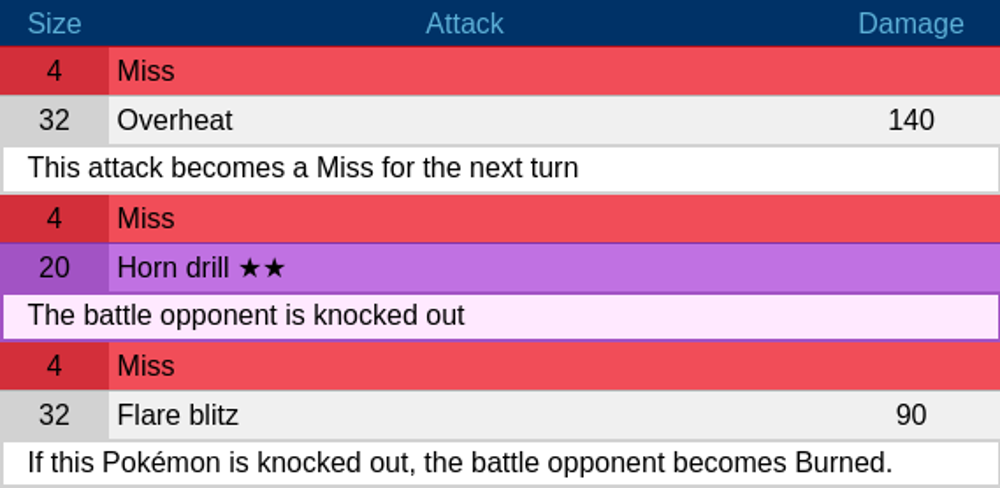 Size Attack Damage
4 Miss
32 Overheat 140
This attack becomes a Miss for the next turn
4 Miss
20 Horn drill ★★
The battle opponent is knocked out
4 Miss
32 Flare blitz 90
If this Pokémon is knocked out, the battle opponent becomes Burned.